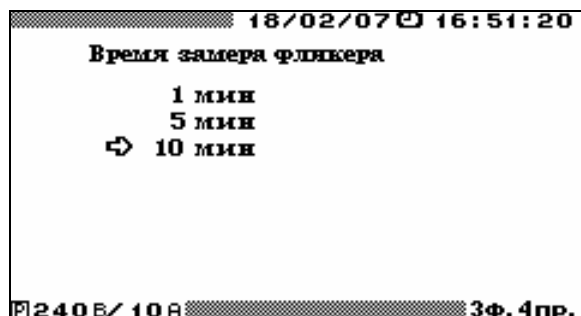 18/02/07 16:51:20
Время замера фликера
1 мин
5 мин
10 мин
P 240В/10А 3ф.4пр.